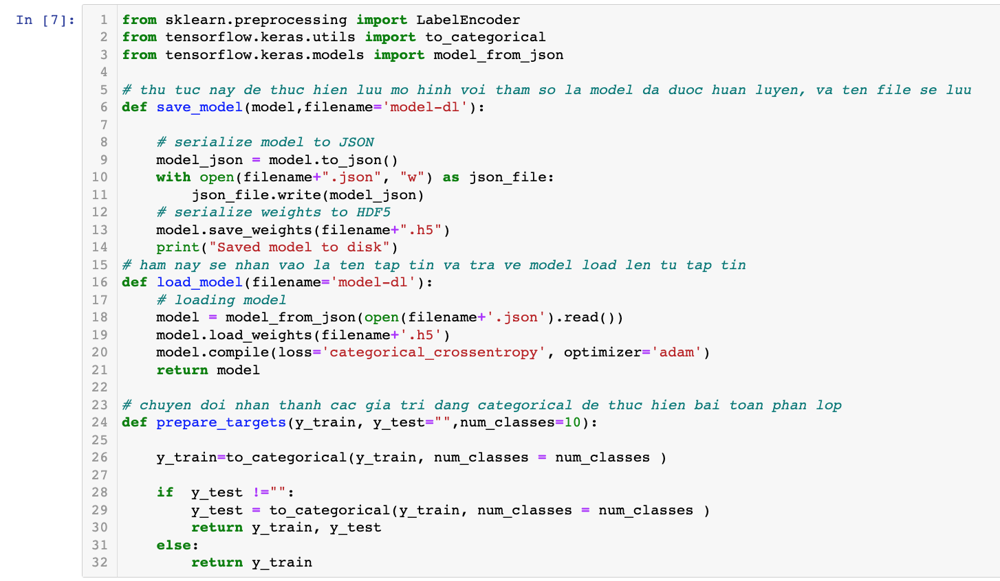 In [7]:
1 from sklearn.preprocessing import LabelEncoder
2 from tensorflow.keras.utils import to_categorical
3 from tensorflow.keras.models import model_from_json
4
5 # thu tuc nay de thuc hien luu mo hinh voi tham so la model da duoc huan luyen, va ten file se luu
6 def save_model(model,filename='model-dl'):
7
8     # serialize model to JSON
9     model_json = model.to_json()
10     with open(filename+".json", "w") as json_file:
11         json_file.write(model_json)
12     # serialize weights to HDF5
13     model.save_weights(filename+".h5")
14     print("Saved model to disk")
15 # ham nay se nhan vao la ten tap tin va tra ve model load len tu tap tin
16 def load_model(filename='model-dl'):
17     # loading model
18     model = model_from_json(open(filename+'.json').read())
19     model.load_weights(filename+'.h5')
20     model.compile(loss='categorical_crossentropy', optimizer='adam')
21     return model
22
23 # chuyen doi nhan thanh cac gia tri dang categorical de thuc hien bai toan phan lop
24 def prepare_targets(y_train, y_test="",num_classes=10):
25
26     y_train=to_categorical(y_train, num_classes = num_classes )
27
28     if  y_test !="":
29         y_test = to_categorical(y_train, num_classes = num_classes )
30         return y_train, y_test
31     else:
32         return y_train